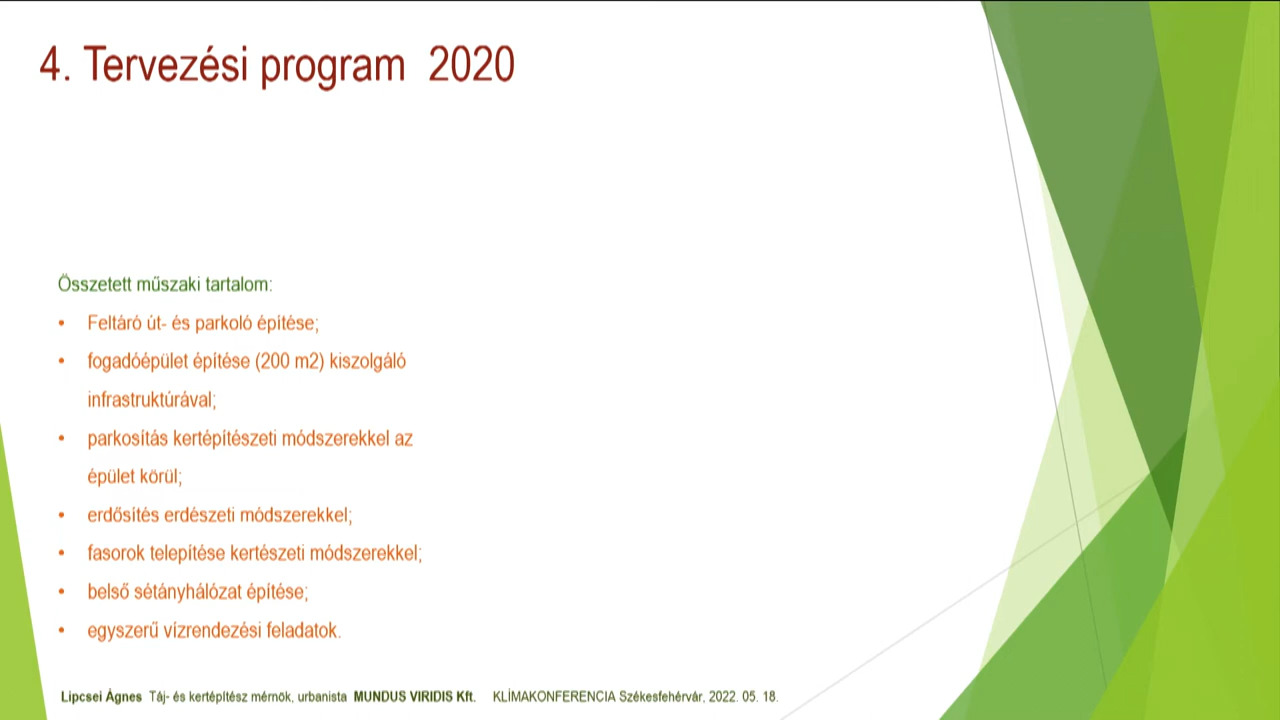 4. Tervezési program 2020
Összetett műszaki tartalom:
• Feltáró út- és parkoló építése;
• fogadóépület építése (200 m2) kiszolgáló
infrastruktúrával;
• parkosítás kertépítészeti módszerekkel az
épület körül;
• erdősítés erdészeti módszerekkel;
• fasorok telepítése kertészeti módszerekkel;
• belső sétányhálózat építése;
• egyszerű vízrendezési feladatok.
Lipcsei Ágnes Táj- és kertépítész mérnök, urbanista MUNDUS VIRIDIS Kft. KLÍMAKONFERENCIA Székesfehérvár, 2022. 05. 18.